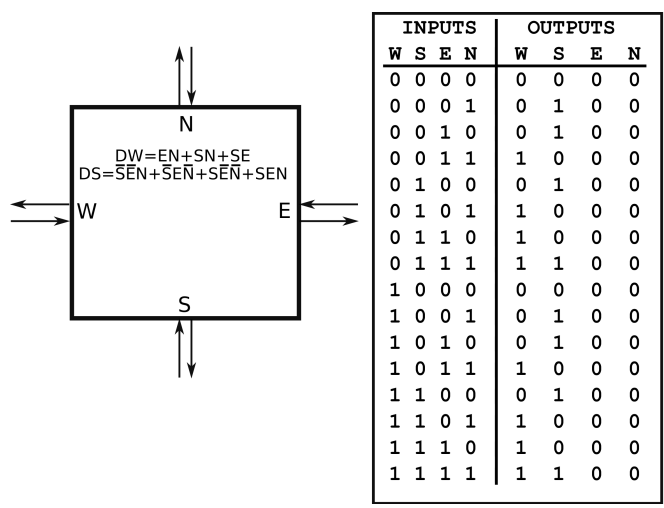 N
DW=EN+SN+SE
DS=S̅E̅N+S̅EN̅+SE̅N̅+SEN
W E
S
INPUTS OUTPUTS
W S E N W S E N
0 0 0 0 0 0 0 0
0 0 0 1 0 1 0 0
0 0 1 0 0 1 0 0
0 0 1 1 1 0 0 0
0 1 0 0 0 1 0 0
0 1 0 1 1 0 0 0
0 1 1 0 1 0 0 0
0 1 1 1 1 1 0 0
1 0 0 0 0 0 0 0
1 0 0 1 0 1 0 0
1 0 1 0 0 1 0 0
1 0 1 1 1 0 0 0
1 1 0 0 0 1 0 0
1 1 0 1 1 0 0 0
1 1 1 0 1 0 0 0
1 1 1 1 1 1 0 0